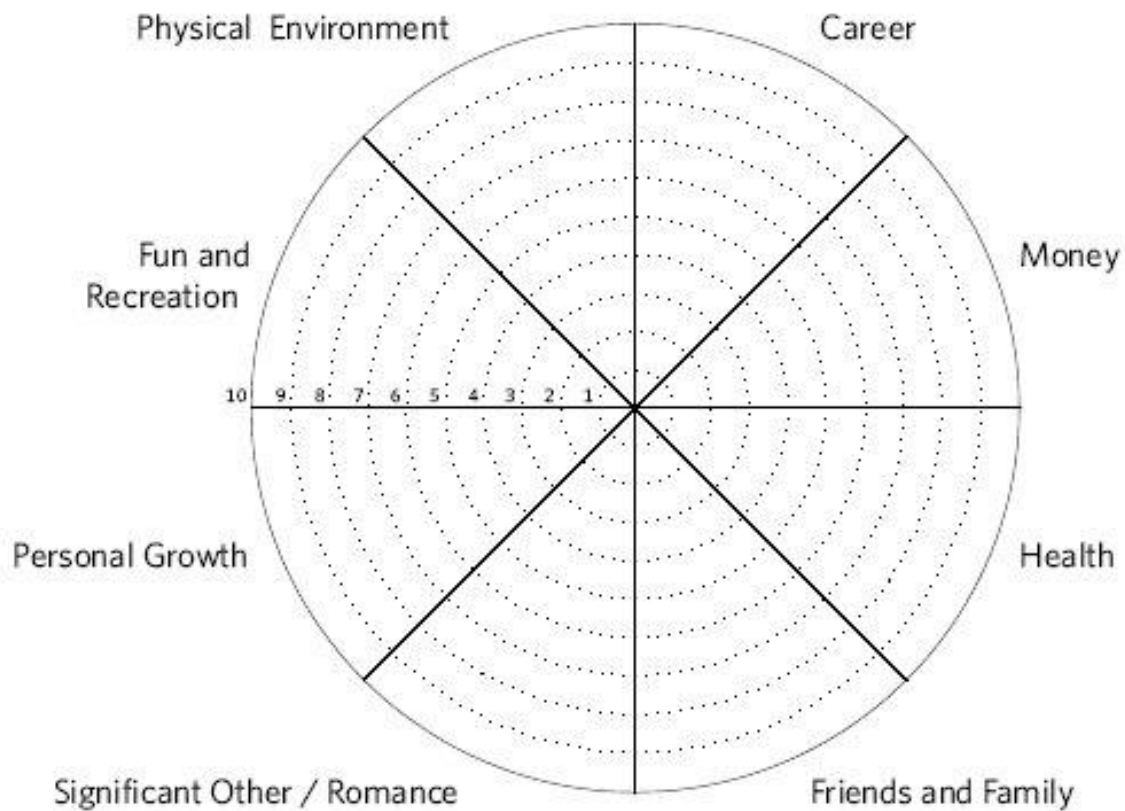 Physical Environment
Career
Fun and
Recreation
Money
10 9 8 7 6 5 4 3 2 1
Personal Growth
Health
Significant Other / Romance
Friends and Family